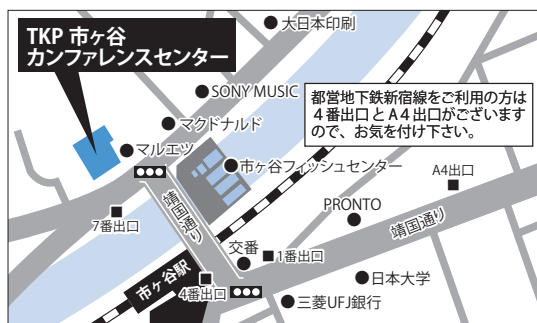 大日本印刷
TKP 市ヶ谷
カンファレンスセンター
SONY MUSIC
都営地下鉄新宿線をご利用の方は
4番出口とA4出口がございます
ので、お気を付け下さい。
マクドナルド
マルエツ
市ヶ谷フィッシュセンター
A4出口
7番出口
靖国通り
PRONTO
靖国通り
交番
1番出口
市ヶ谷駅
4番出口
日本大学
三菱UFJ銀行